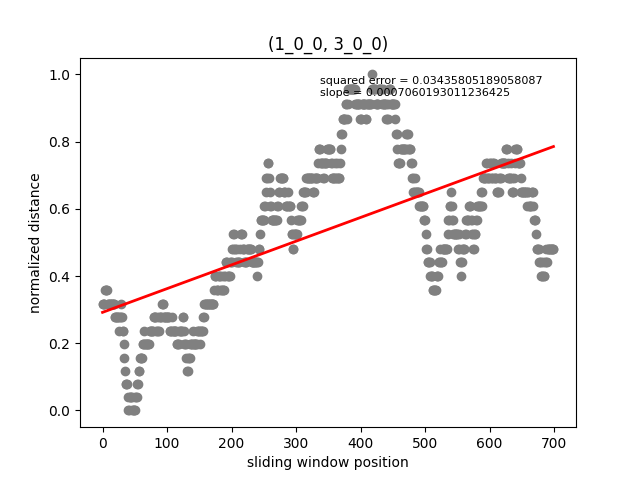 (1_0_0, 3_0_0)
squared error = 0.03435805189058087
slope = 0.0007060193011236425
1.0
0.8
0.6
0.4
0.2
0.0
normalized distance
0 100 200 300 400 500 600 700
sliding window position